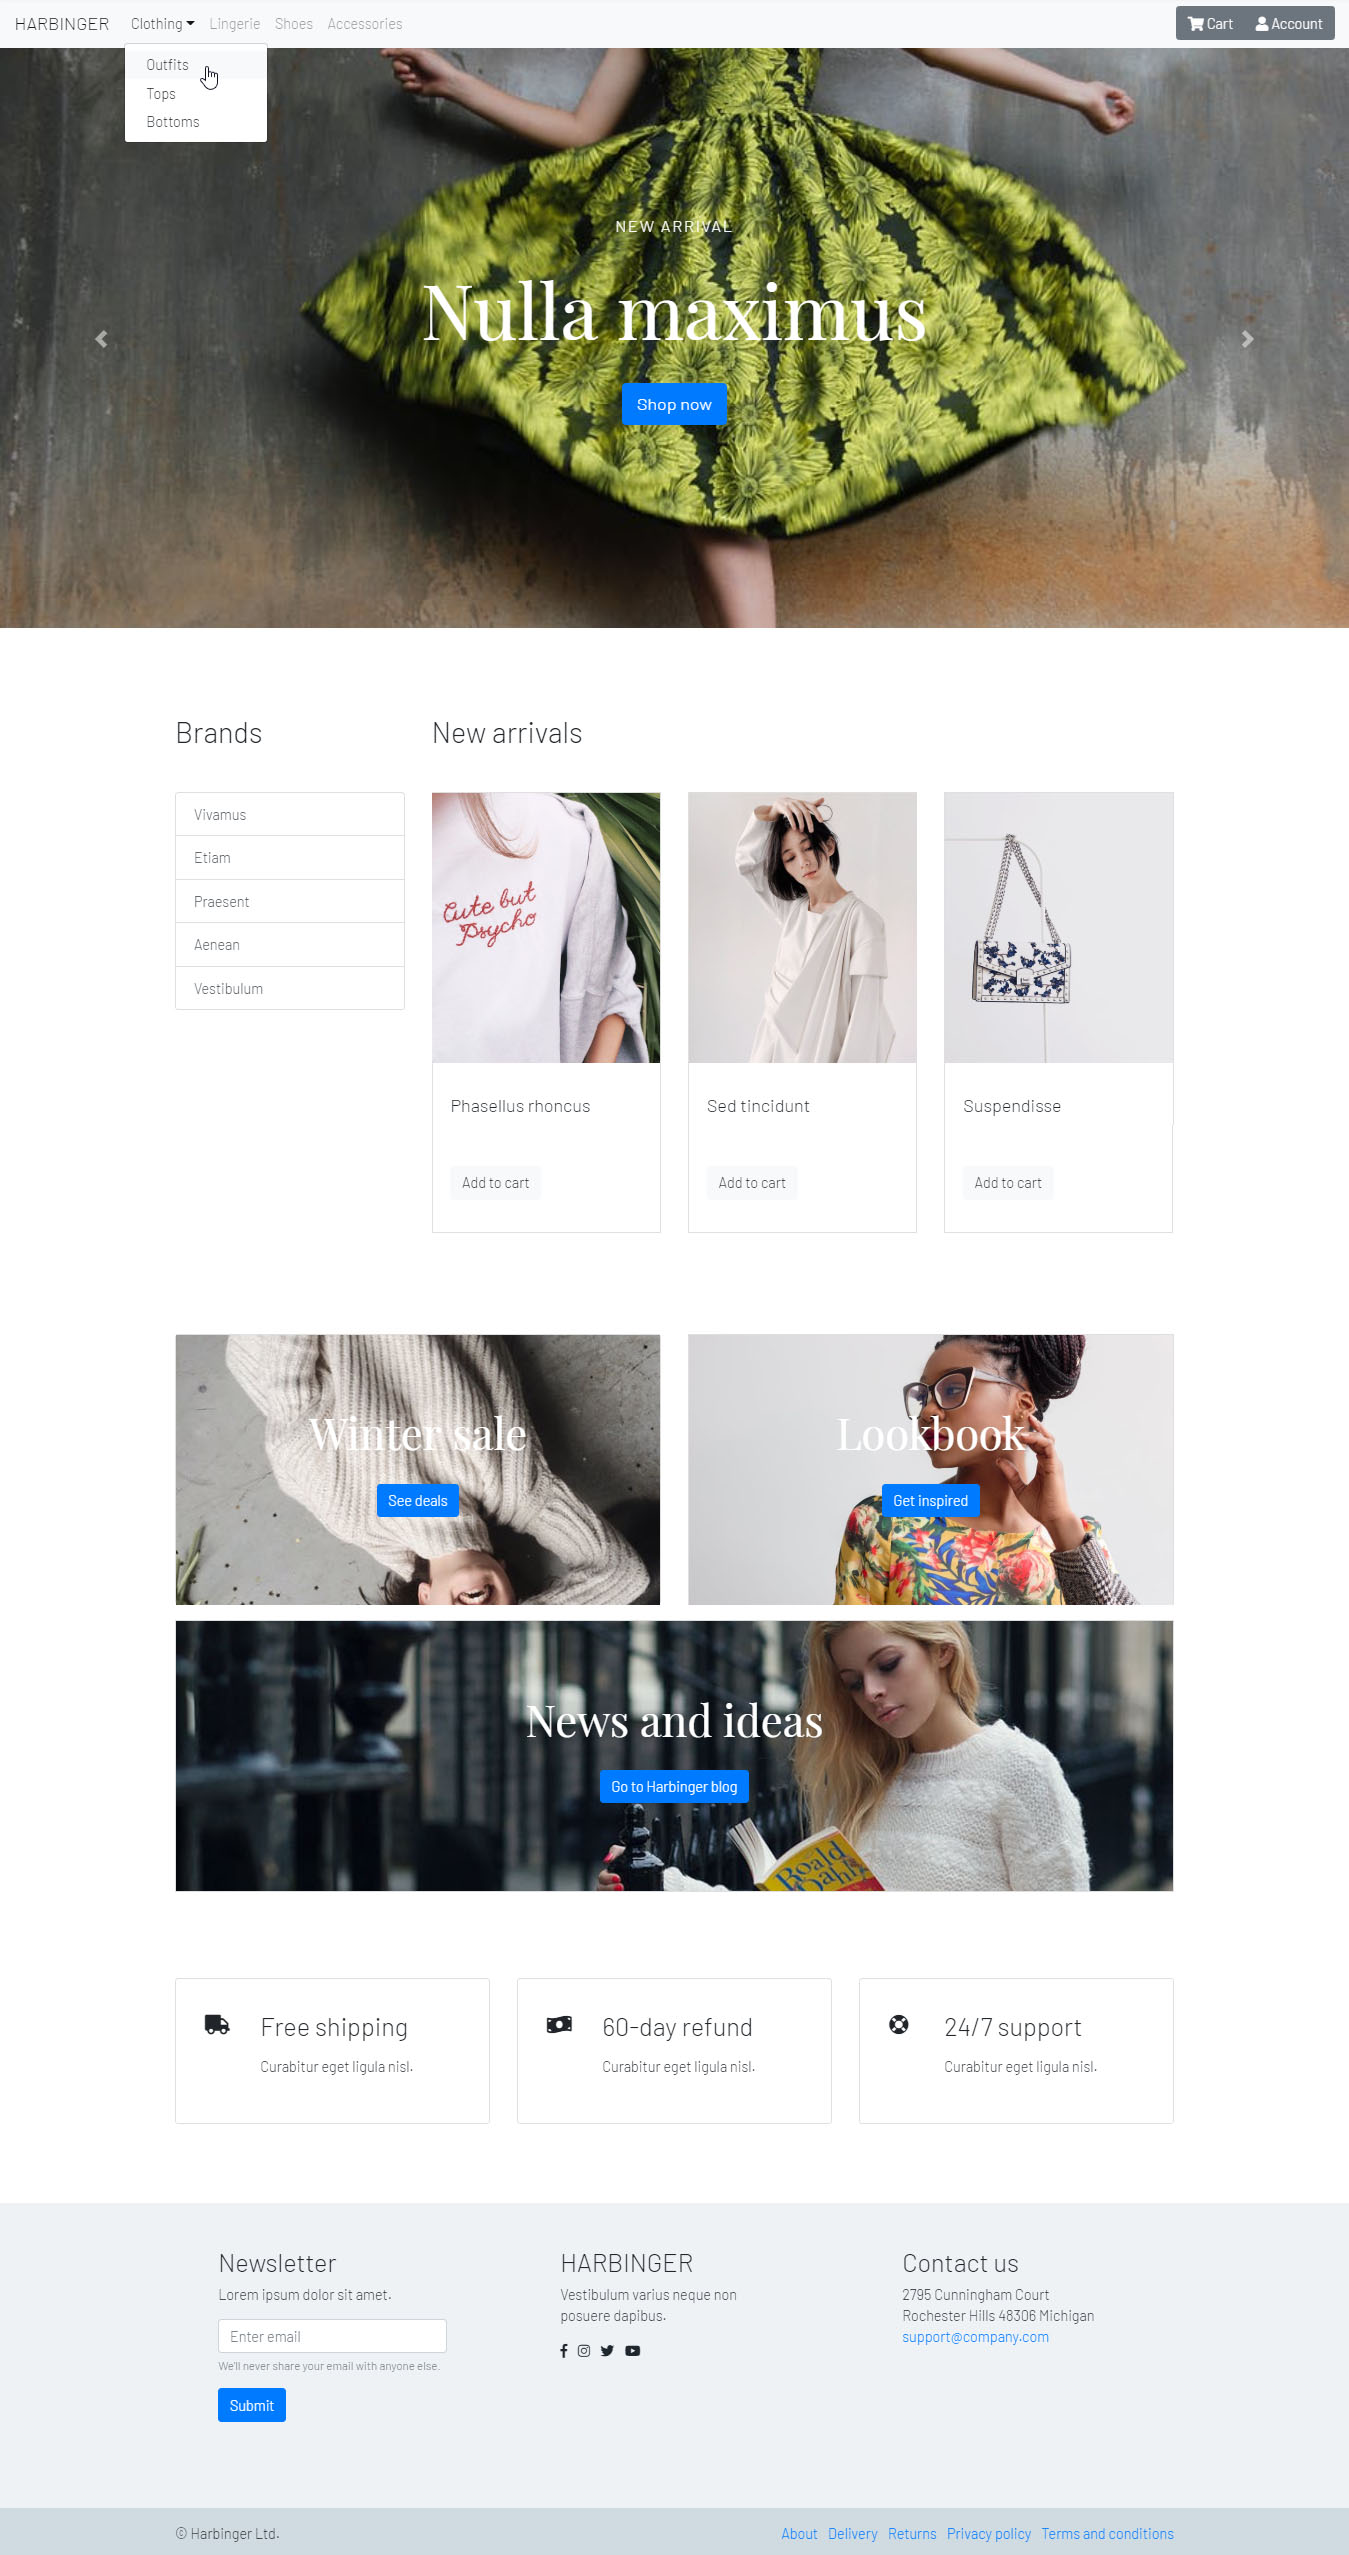 HARBINGER
Clothing
Lingerie
Shoes
Accessories
Cart
Account
Outfits
Tops
Bottoms
NEW ARRIVAL
Nulla maximus
Shop now
Brands
Vivamus
Etiam
Praesent
Aenean
Vestibulum
New arrivals
Cute but
Psycho
Phasellus rhoncus
Add to cart
Sed tincidunt
Add to cart
Suspendisse
Add to cart
Winter sale
See deals
Lookbook
Get inspired
News and ideas
Go to Harbinger blog
Roald
Dahl
Free shipping
Curabitur eget ligula nisl.
60-day refund
Curabitur eget ligula nisl.
24/7 support
Curabitur eget ligula nisl.
Newsletter
Lorem ipsum dolor sit amet.
Enter email
We'll never share your email with anyone else.
Submit
HARBINGER
Vestibulum varius neque non
posuere dapibus.
Contact us
2795 Cunningham Court
Rochester Hills 48306 Michigan
support@company.com
© Harbinger Ltd.
About
Delivery
Returns
Privacy policy
Terms and conditions